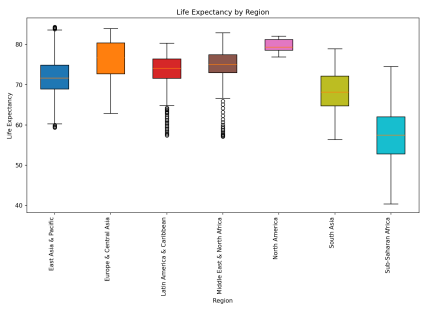 Life Expectancy by Region
Life Expectancy
80
70
60
50
40
East Asia & Pacific
Europe & Central Asia
Latin America & Caribbean
Middle East & North Africa
North America
South Asia
Sub-Saharan Africa
Region